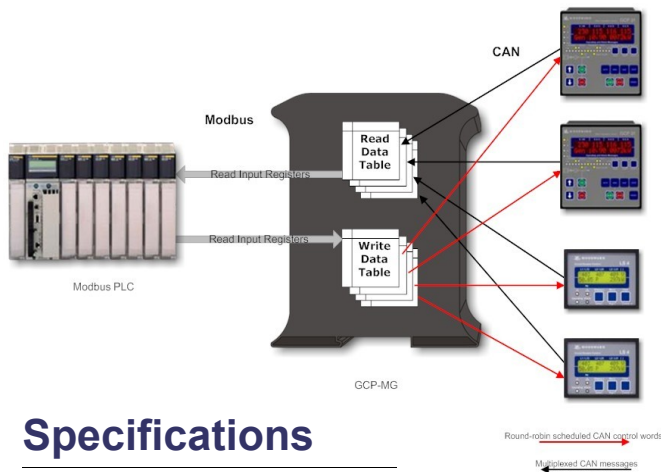 CAN
Modbus
Read
Data
Table
Read Input Registers
Read Input Registers
Write
Data
Table
Modbus PLC
GCP-MG
Specifications
Round-robin scheduled CAN control words
Multiplexed CAN messages